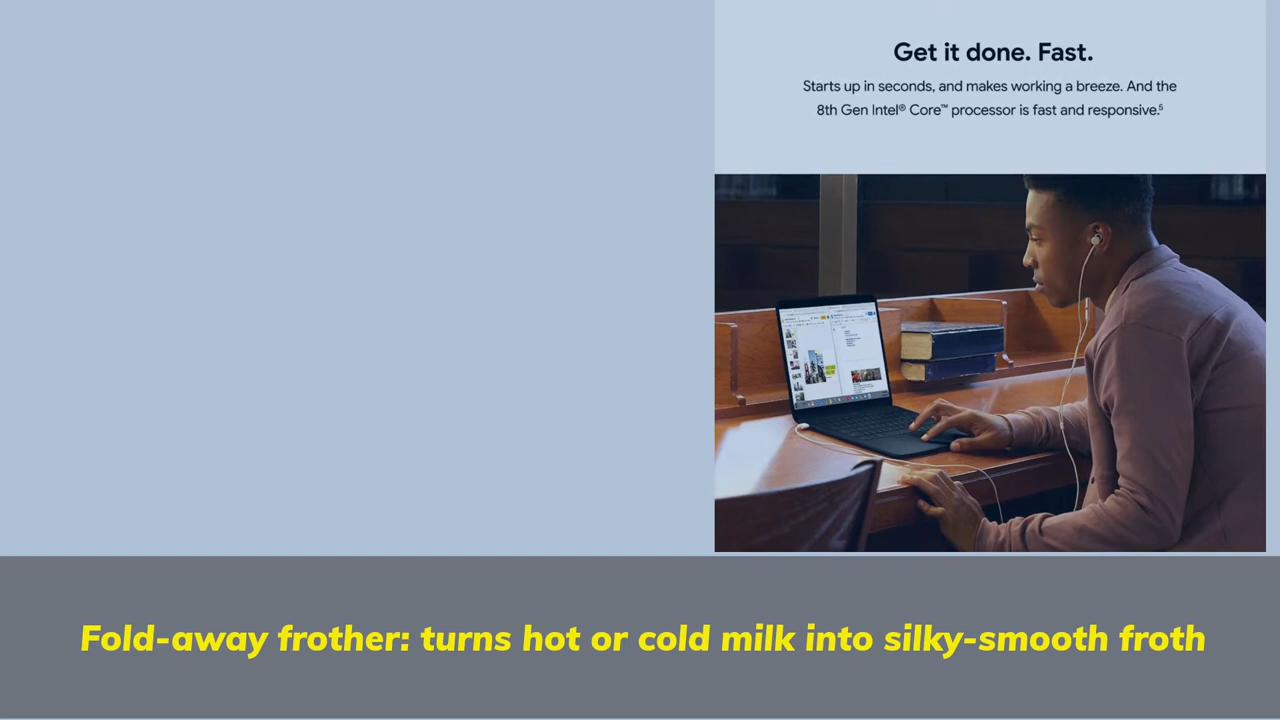 Get it done. Fast.
Starts up in seconds, and makes working a breeze. And the
8th Gen Intel® Core™ processor is fast and responsive.⁵
Fold-away frother: turns hot or cold milk into silky-smooth froth